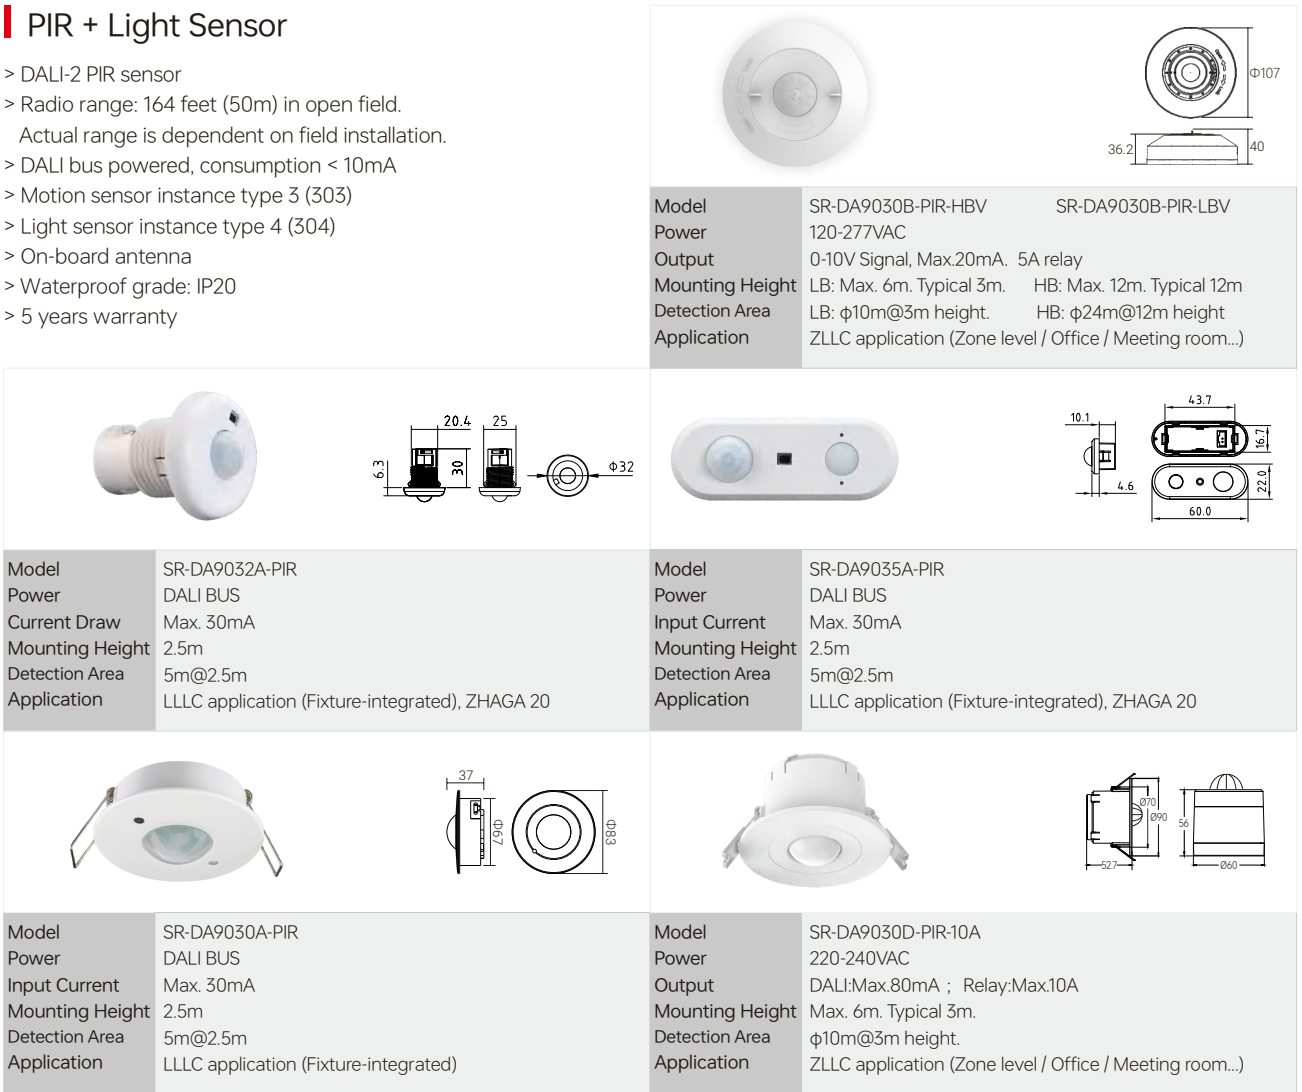 PIR + Light Sensor
> DALI-2 PIR sensor
> Radio range: 164 feet (50m) in open field.
Actual range is dependent on field installation.
> DALI bus powered, consumption < 10mA
> Motion sensor instance type 3 (303)
> Light sensor instance type 4 (304)
> On-board antenna
> Waterproof grade: IP20
> 5 years warranty
Φ107
36.2
40
Model SR-DA9030B-PIR-HBV SR-DA9030B-PIR-LBV
Power 120-277VAC
Output 0-10V Signal, Max.20mA. 5A relay
Mounting Height LB: Max. 6m. Typical 3m. HB: Max. 12m. Typical 12m
Detection Area LB: φ10m@3m height. HB: φ24m@12m height
Application ZLLC application (Zone level / Office / Meeting room...)
20.4 25
6.3
30
Φ32
Model SR-DA9032A-PIR
Power DALI BUS
Current Draw Max. 30mA
Mounting Height 2.5m
Detection Area 5m@2.5m
Application LLLC application (Fixture-integrated), ZHAGA 20
43.7
10.1
16.7
4.6
22.0
60.0
Model SR-DA9035A-PIR
Power DALI BUS
Input Current Max. 30mA
Mounting Height 2.5m
Detection Area 5m@2.5m
Application LLLC application (Fixture-integrated), ZHAGA 20
37
Φ67
Φ83
Model SR-DA9030A-PIR
Power DALI BUS
Input Current Max. 30mA
Mounting Height 2.5m
Detection Area 5m@2.5m
Application LLLC application (Fixture-integrated)
Ø70
Ø90
56
52.7
Ø60
Model SR-DA9030D-PIR-10A
Power 220-240VAC
Output DALI:Max.80mA ; Relay:Max.10A
Mounting Height Max. 6m. Typical 3m.
Detection Area φ10m@3m height.
Application ZLLC application (Zone level / Office / Meeting room...)